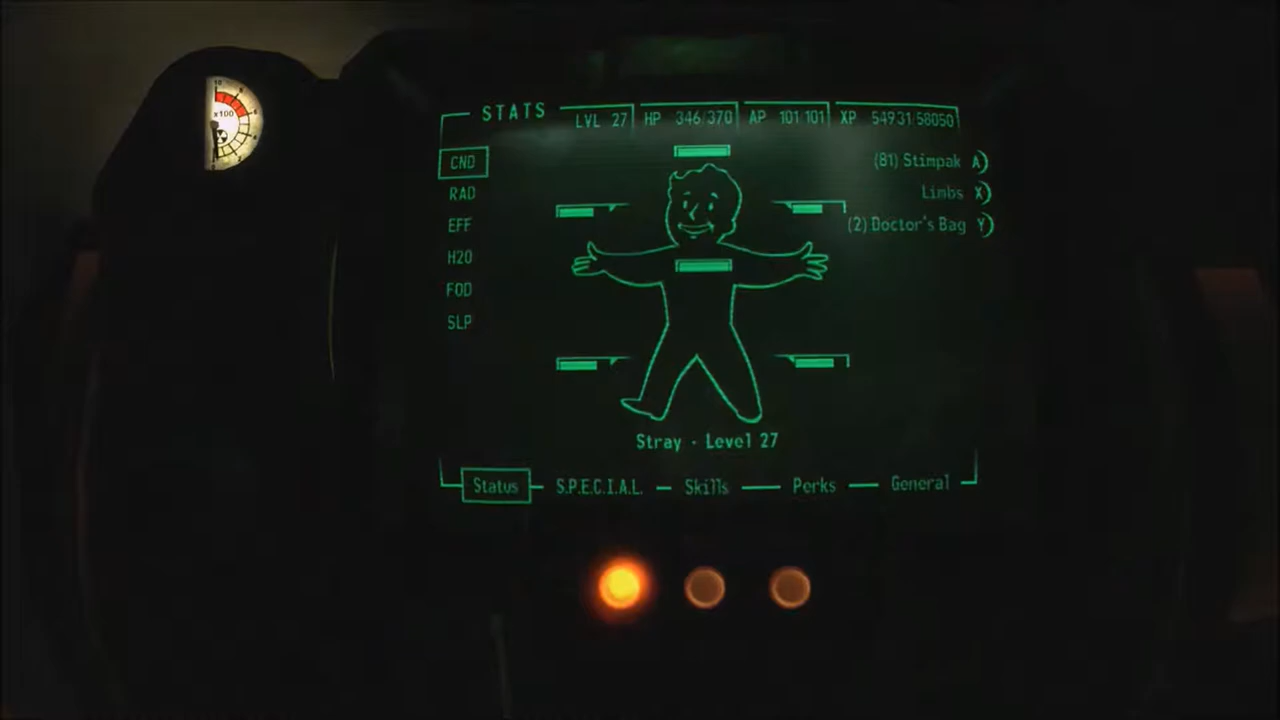 STATS LVL 27 HP 346/370 AP 101/101 XP 54931/58050
CND
RAD
EFF
H2O
FOD
SLP
(81) Stimpak A)
Limbs X)
(2) Doctor's Bag Y)
x100
Stray - Level 27
Status S.P.E.C.I.A.L. Skills Perks General